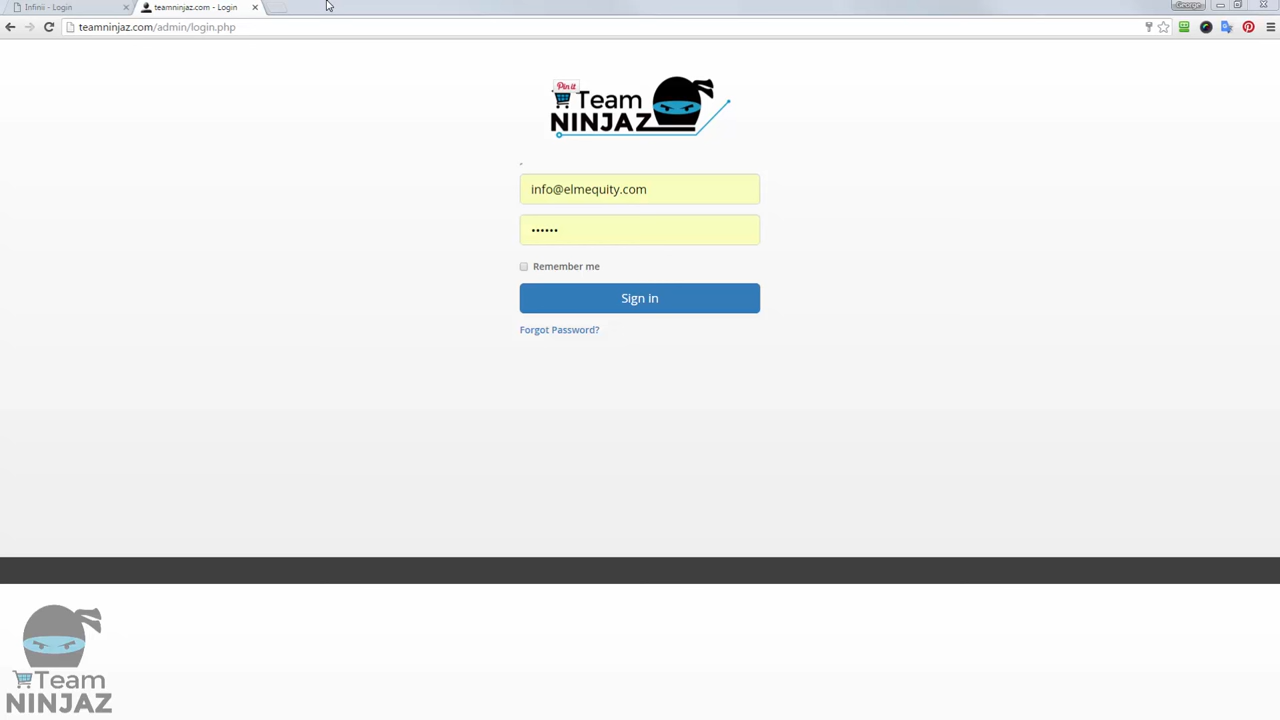 Infinii - Login
teamninjaz.com - Login
George
teamninjaz.com/admin/login.php
Pin it
Team
NINJAZ
info@elmequity.com
••••••
Remember me
Sign in
Forgot Password?
Team
NINJAZ